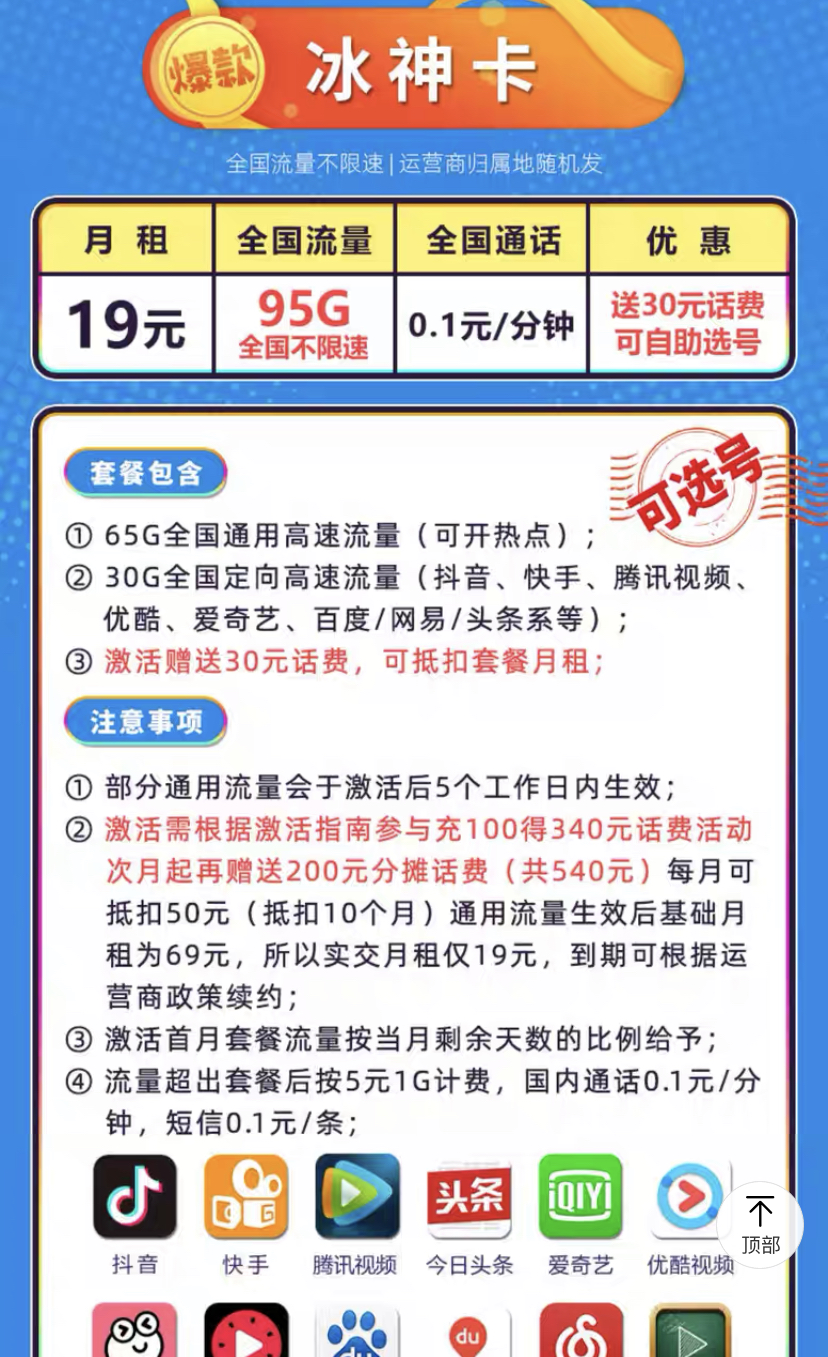 爆款
冰神卡
全国流量不限速|运营商归属地随机发
月租 全国流量 全国通话 优惠
19元 95G 全国不限速 0.1元/分钟 送30元话费 可自助选号
套餐包含
可选号
① 65G全国通用高速流量（可开热点）；
② 30G全国定向高速流量（抖音、快手、腾讯视频、
优酷、爱奇艺、百度/网易/头条系等）；
③ 激活赠送30元话费，可抵扣套餐月租；
注意事项
① 部分通用流量会于激活后5个工作日内生效；
② 激活需根据激活指南参与充100得340元话费活动
次月起再赠送200元分摊话费（共540元）每月可
抵扣50元（抵扣10个月）通用流量生效后基础月
租为69元，所以实交月租仅19元，到期可根据运
营商政策续约；
③ 激活首月套餐流量按当月剩余天数的比例给予；
④ 流量超出套餐后按5元1G计费，国内通话0.1元/分
钟，短信0.1元/条；
头条 iQIYI
顶部
抖音 快手 腾讯视频 今日头条 爱奇艺 优酷视频
du du